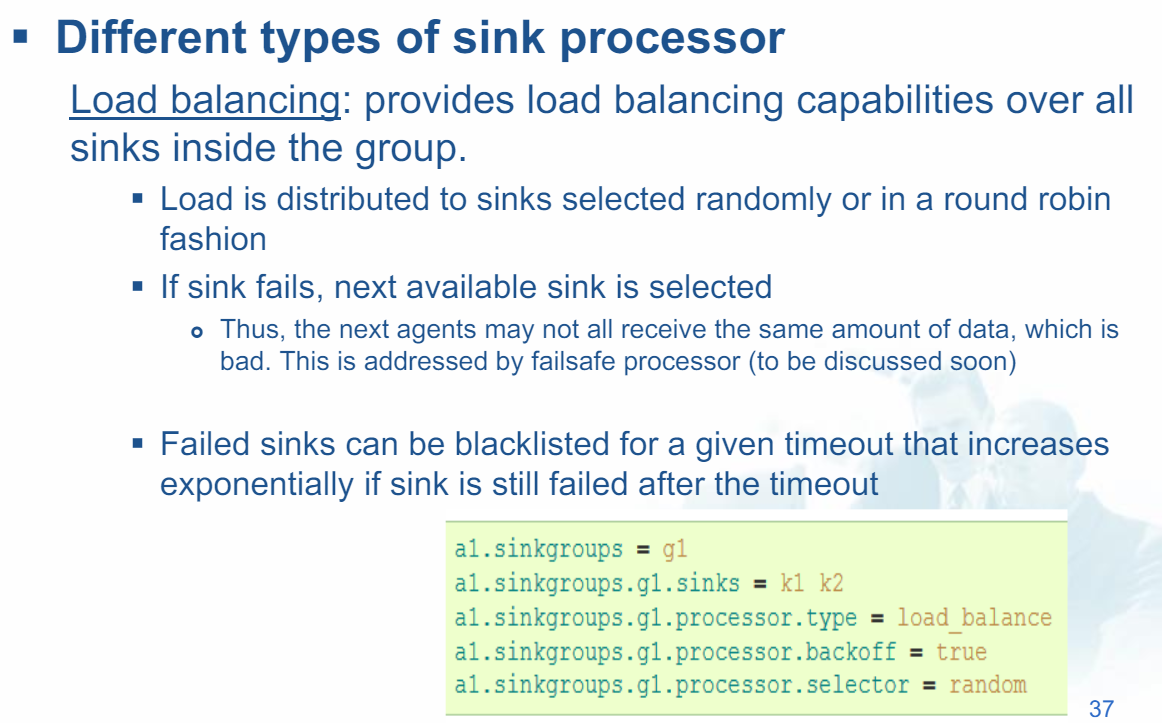 ▪ Different types of sink processor
Load balancing: provides load balancing capabilities over all
sinks inside the group.
▪ Load is distributed to sinks selected randomly or in a round robin
fashion
▪ If sink fails, next available sink is selected
o Thus, the next agents may not all receive the same amount of data, which is
bad. This is addressed by failsafe processor (to be discussed soon)
▪ Failed sinks can be blacklisted for a given timeout that increases
exponentially if sink is still failed after the timeout
a1.sinkgroups = g1
a1.sinkgroups.g1.sinks = k1 k2
a1.sinkgroups.g1.processor.type = load_balance
a1.sinkgroups.g1.processor.backoff = true
a1.sinkgroups.g1.processor.selector = random
37